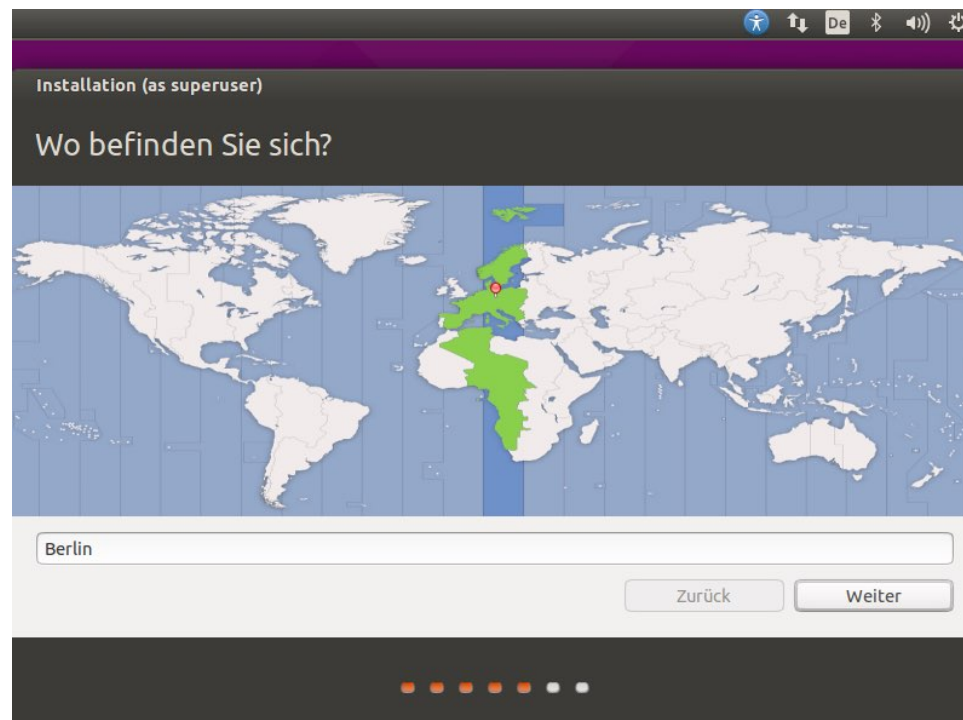 De
Installation (as superuser)
Wo befinden Sie sich?
Berlin
Zurück
Weiter